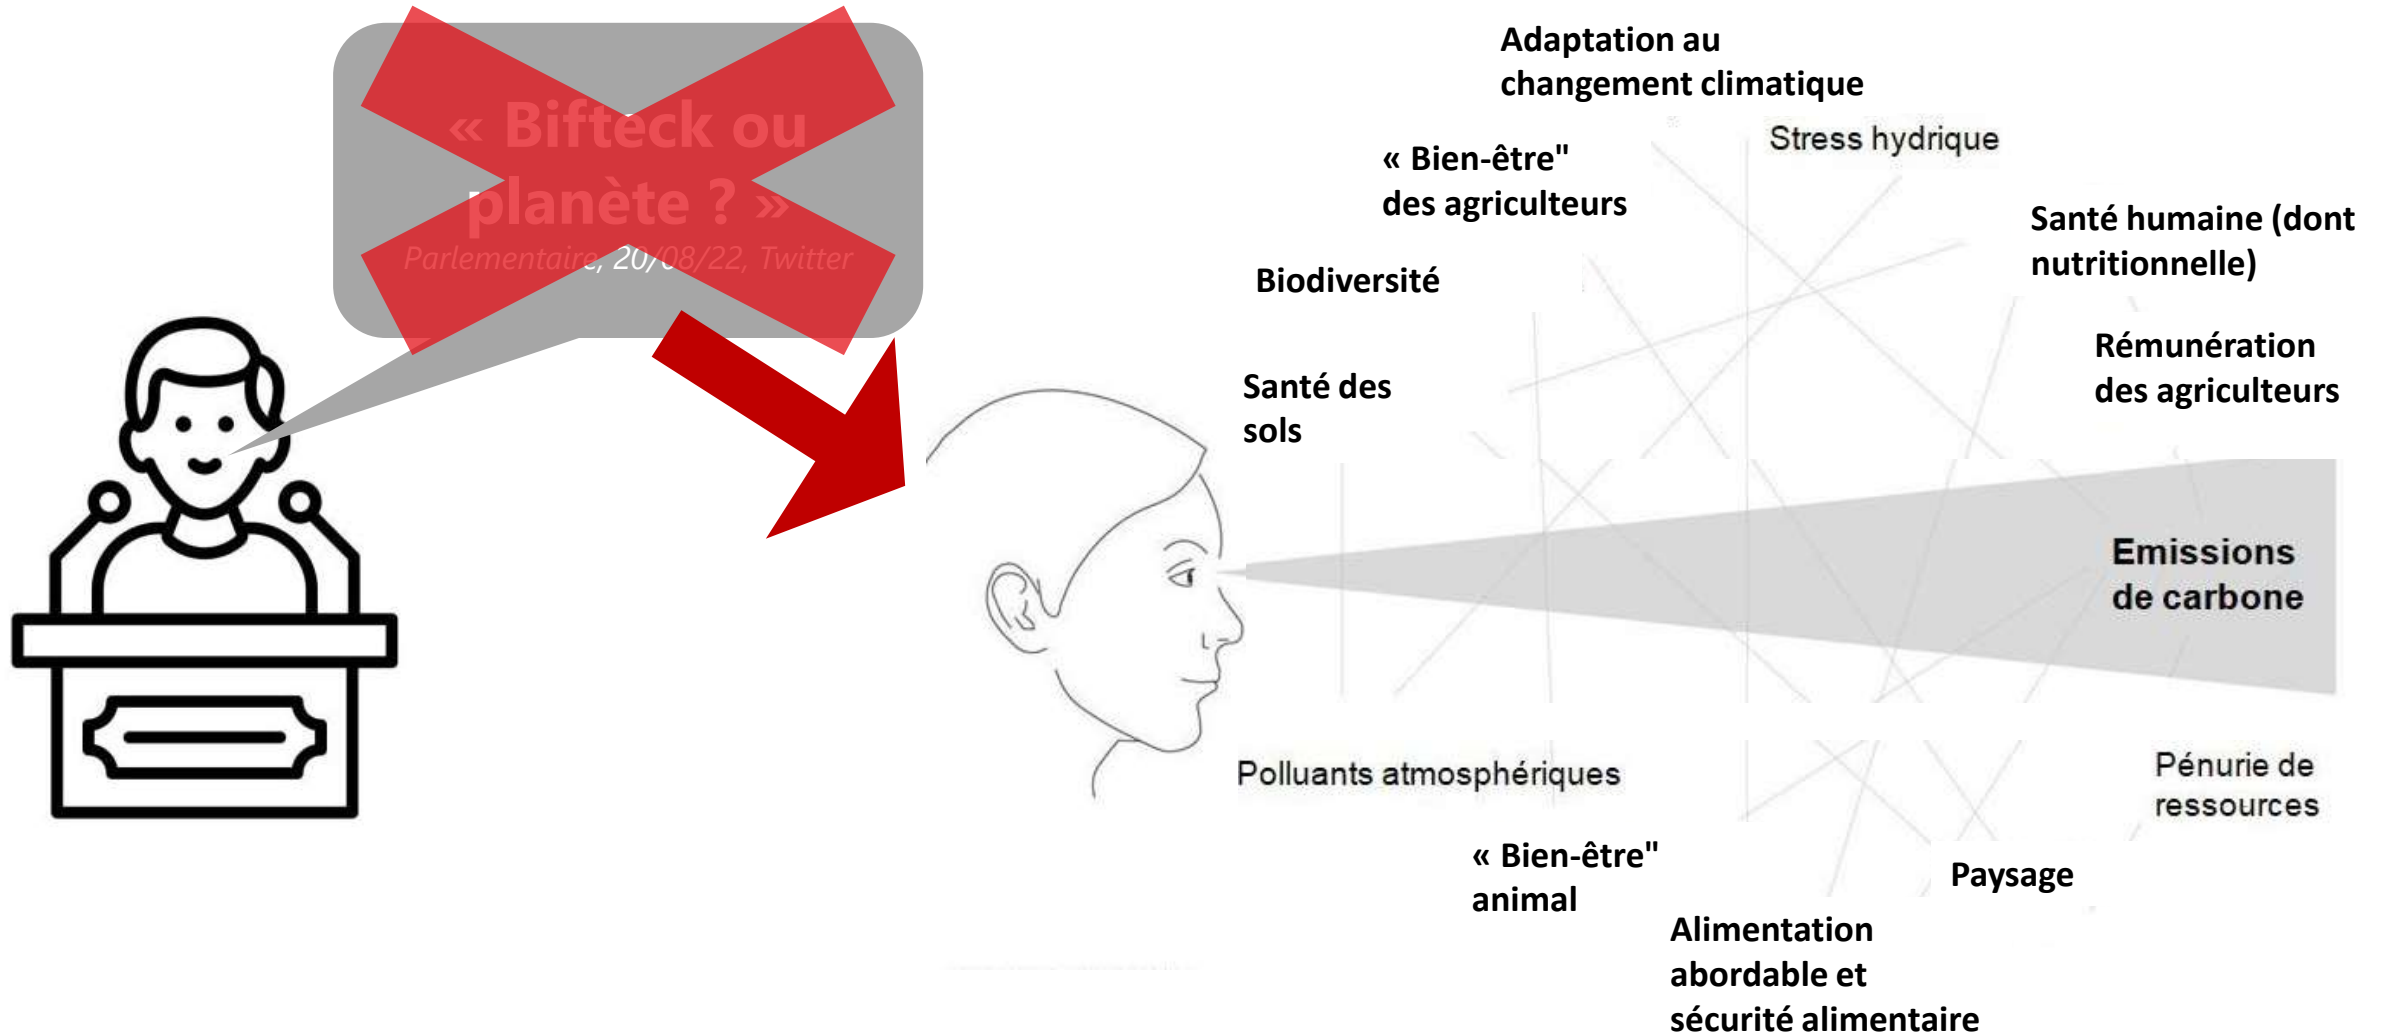 « Bifteck ou
planète ? »
Parlementaire, 20/08/22, Twitter
Adaptation au
changement climatique
Stress hydrique
« Bien-être"
des agriculteurs
Santé humaine (dont
nutritionnelle)
Biodiversité
Rémunération
des agriculteurs
Santé des
sols
Emissions
de carbone
Polluants atmosphériques
Pénurie de
ressources
« Bien-être"
animal
Paysage
Alimentation
abordable et
sécurité alimentaire